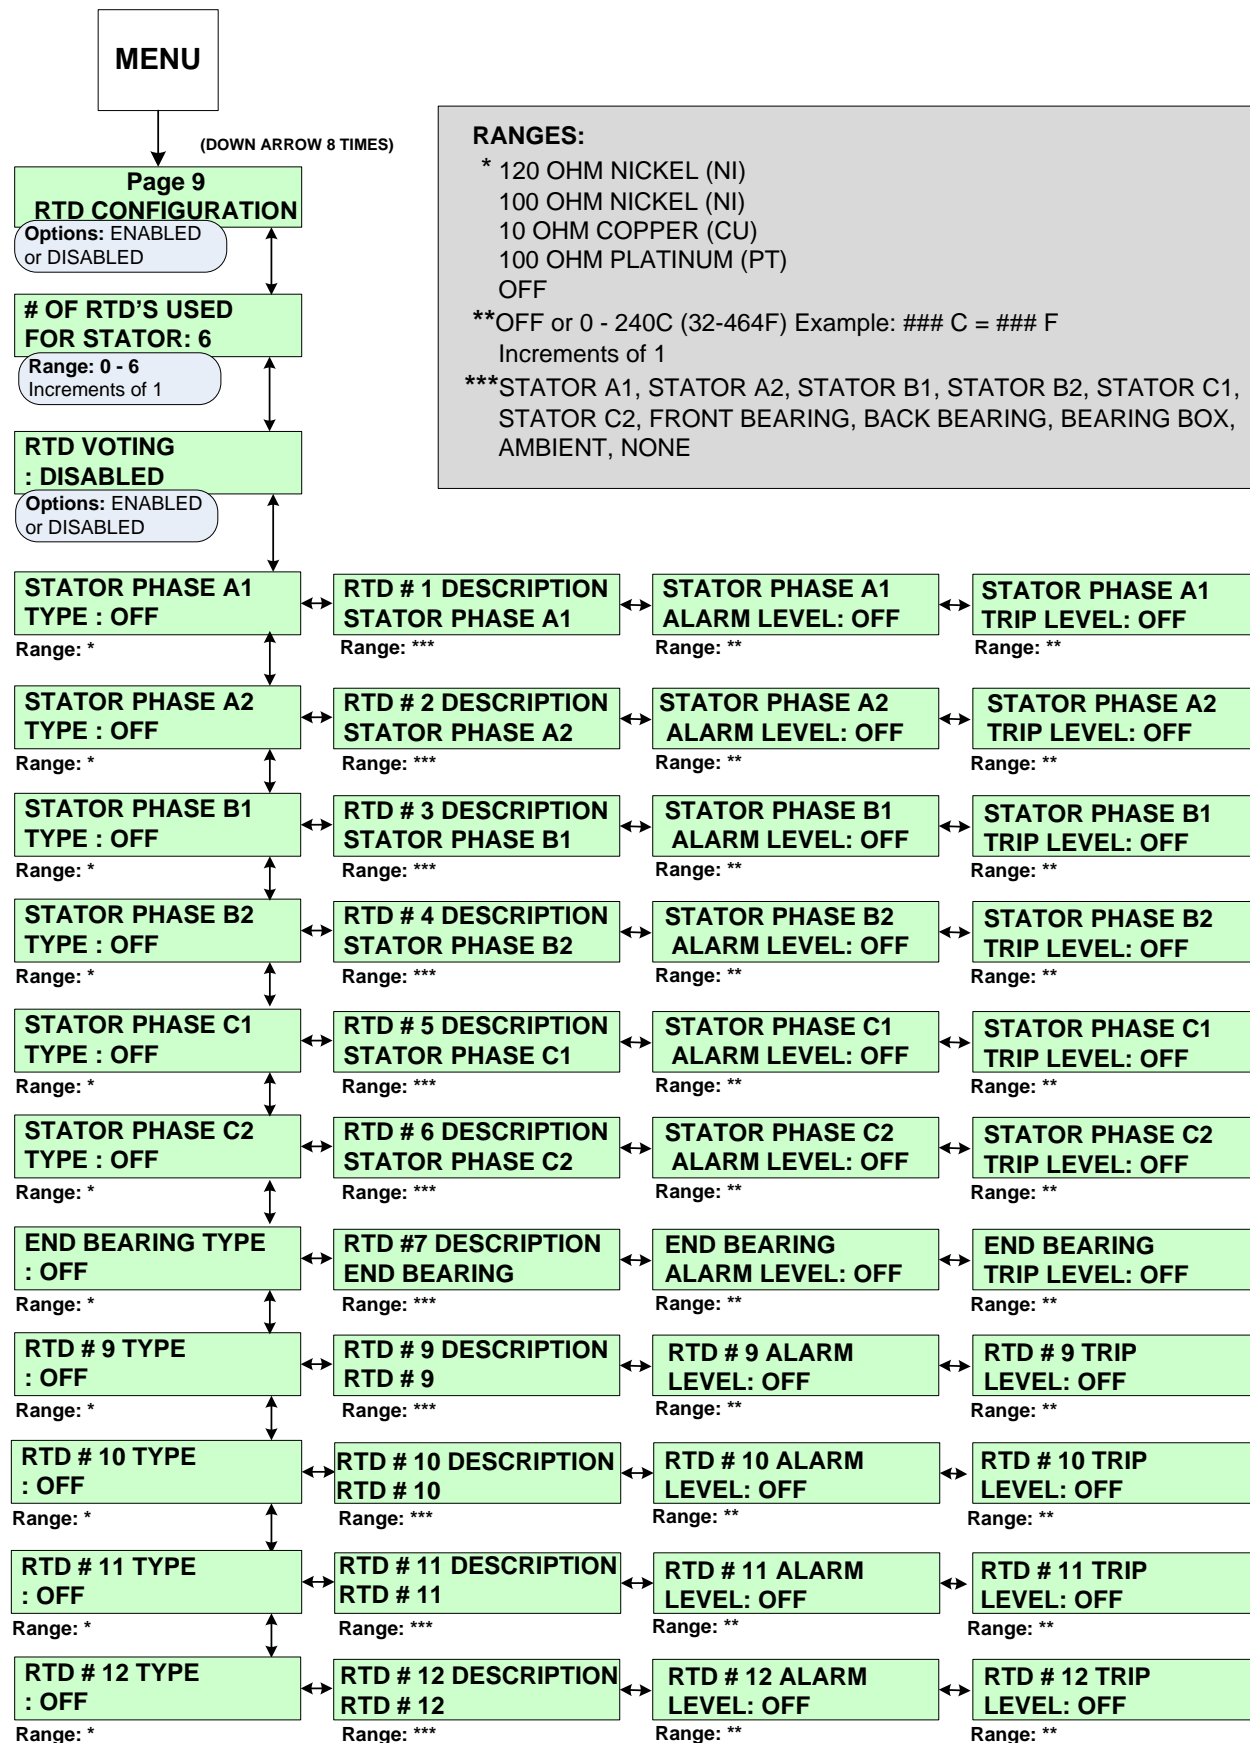 MENU
(DOWN ARROW 8 TIMES)
Page 9
RTD CONFIGURATION
Options: ENABLED
or DISABLED
# OF RTD'S USED
FOR STATOR: 6
Range: 0 - 6
Increments of 1
RTD VOTING
: DISABLED
Options: ENABLED
or DISABLED
RANGES:
* 120 OHM NICKEL (NI)
100 OHM NICKEL (NI)
10 OHM COPPER (CU)
100 OHM PLATINUM (PT)
OFF
**OFF or 0 - 240C (32-464F) Example: ### C = ### F
Increments of 1
***STATOR A1, STATOR A2, STATOR B1, STATOR B2, STATOR C1,
STATOR C2, FRONT BEARING, BACK BEARING, BEARING BOX,
AMBIENT, NONE
STATOR PHASE A1
TYPE : OFF
Range: *
RTD # 1 DESCRIPTION
STATOR PHASE A1
Range: ***
STATOR PHASE A1
ALARM LEVEL: OFF
Range: **
STATOR PHASE A1
TRIP LEVEL: OFF
Range: **
STATOR PHASE A2
TYPE : OFF
Range: *
RTD # 2 DESCRIPTION
STATOR PHASE A2
Range: ***
STATOR PHASE A2
ALARM LEVEL: OFF
Range: **
STATOR PHASE A2
TRIP LEVEL: OFF
Range: **
STATOR PHASE B1
TYPE : OFF
Range: *
RTD # 3 DESCRIPTION
STATOR PHASE B1
Range: ***
STATOR PHASE B1
ALARM LEVEL: OFF
Range: **
STATOR PHASE B1
TRIP LEVEL: OFF
Range: **
STATOR PHASE B2
TYPE : OFF
Range: *
RTD # 4 DESCRIPTION
STATOR PHASE B2
Range: ***
STATOR PHASE B2
ALARM LEVEL: OFF
Range: **
STATOR PHASE B2
TRIP LEVEL: OFF
Range: **
STATOR PHASE C1
TYPE : OFF
Range: *
RTD # 5 DESCRIPTION
STATOR PHASE C1
Range: ***
STATOR PHASE C1
ALARM LEVEL: OFF
Range: **
STATOR PHASE C1
TRIP LEVEL: OFF
Range: **
STATOR PHASE C2
TYPE : OFF
Range: *
RTD # 6 DESCRIPTION
STATOR PHASE C2
Range: ***
STATOR PHASE C2
ALARM LEVEL: OFF
Range: **
STATOR PHASE C2
TRIP LEVEL: OFF
Range: **
END BEARING TYPE
: OFF
Range: *
RTD #7 DESCRIPTION
END BEARING
Range: ***
END BEARING
ALARM LEVEL: OFF
Range: **
END BEARING
TRIP LEVEL: OFF
Range: **
RTD # 9 TYPE
: OFF
Range: *
RTD # 9 DESCRIPTION
RTD # 9
Range: ***
RTD # 9 ALARM
LEVEL: OFF
Range: **
RTD # 9 TRIP
LEVEL: OFF
Range: **
RTD # 10 TYPE
: OFF
Range: *
RTD # 10 DESCRIPTION
RTD # 10
Range: ***
RTD # 10 ALARM
LEVEL: OFF
Range: **
RTD # 10 TRIP
LEVEL: OFF
Range: **
RTD # 11 TYPE
: OFF
Range: *
RTD # 11 DESCRIPTION
RTD # 11
Range: ***
RTD # 11 ALARM
LEVEL: OFF
Range: **
RTD # 11 TRIP
LEVEL: OFF
Range: **
RTD # 12 TYPE
: OFF
Range: *
RTD # 12 DESCRIPTION
RTD # 12
Range: ***
RTD # 12 ALARM
LEVEL: OFF
Range: **
RTD # 12 TRIP
LEVEL: OFF
Range: **